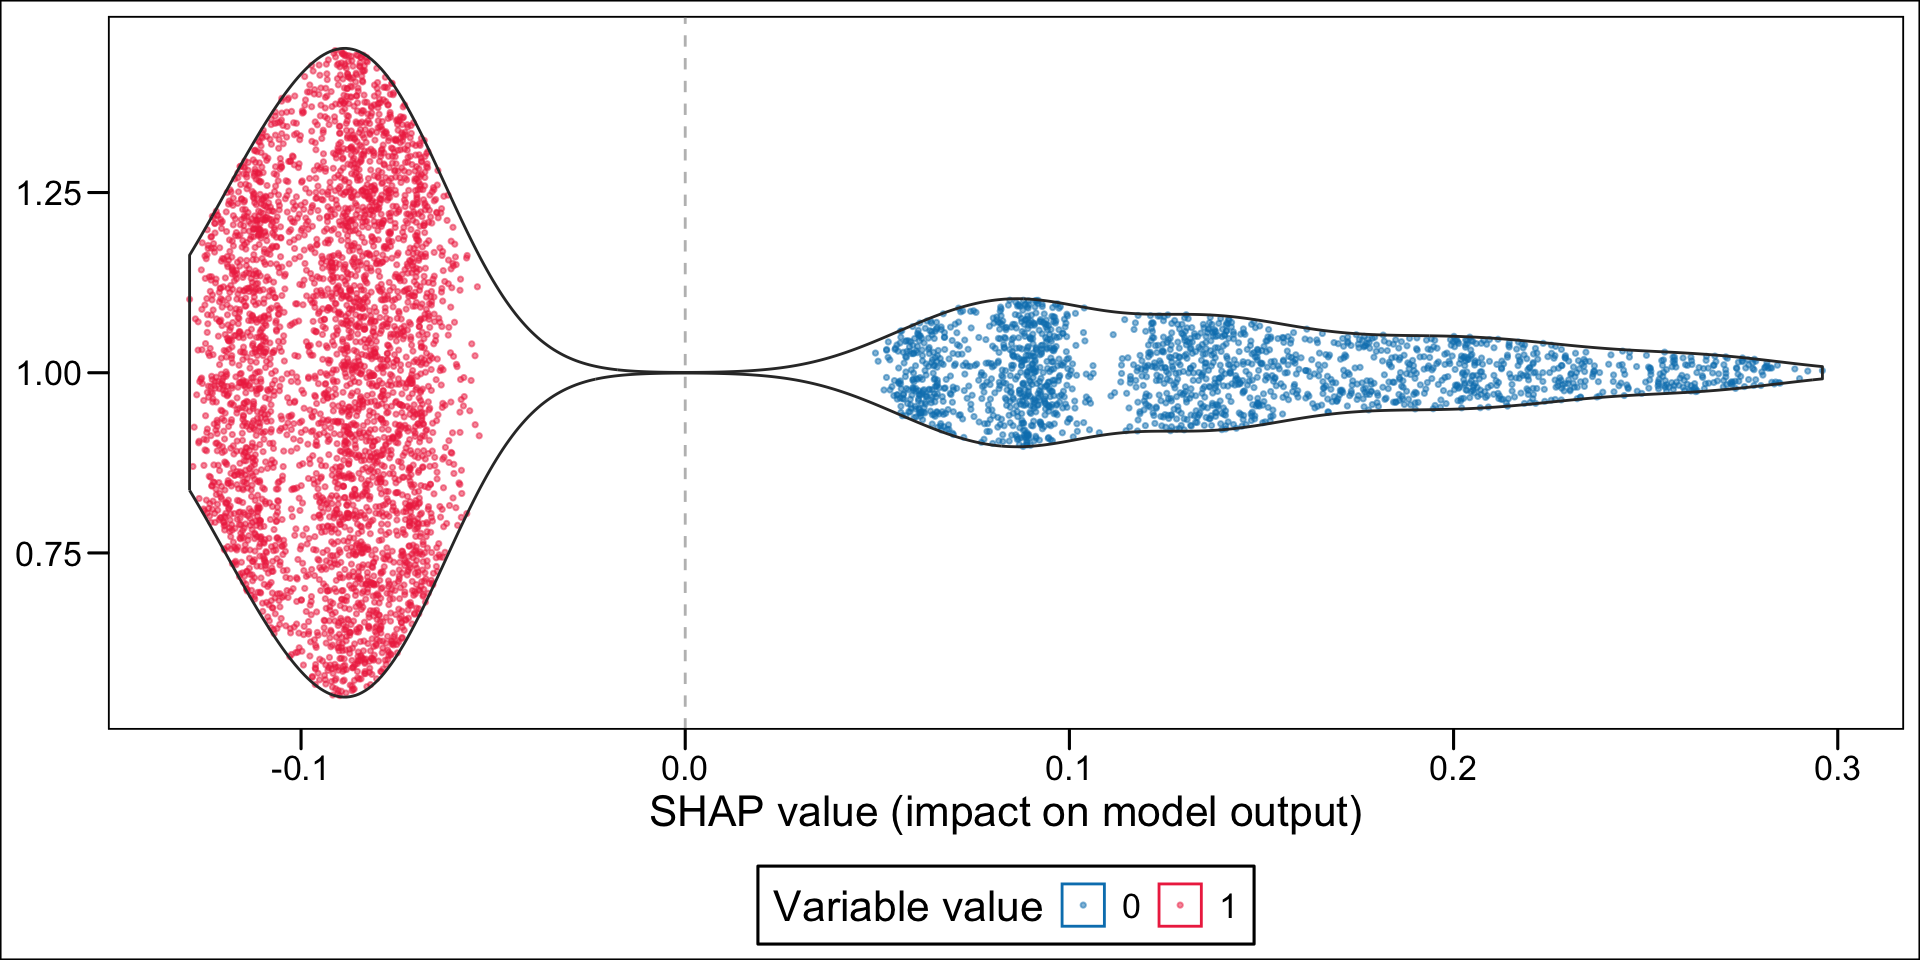 1.25
1.00
0.75
-0.1 0.0 0.1 0.2 0.3
SHAP value (impact on model output)
Variable value 0 1